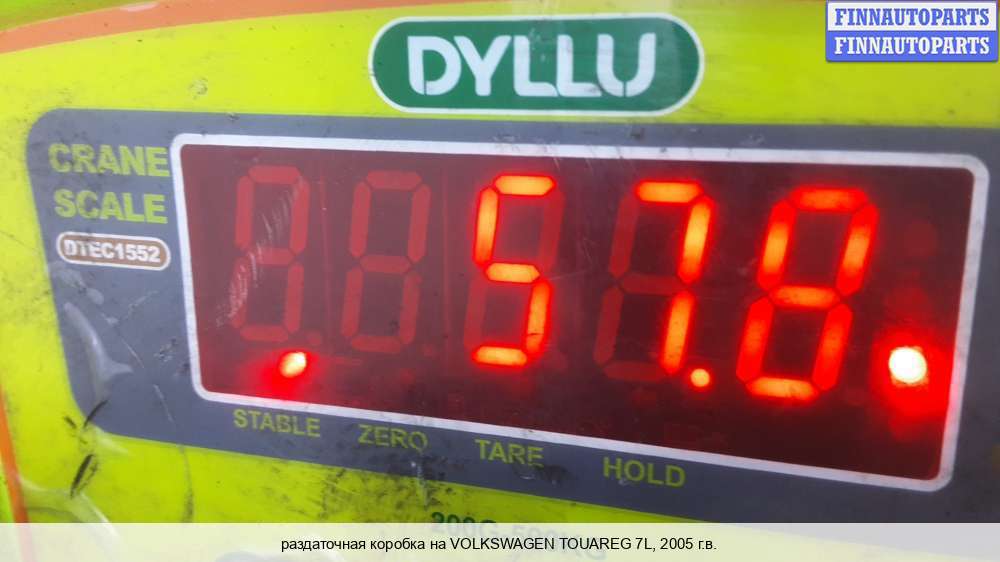 FINNAUTOPARTS
FINNAUTOPARTS
DYLLU
CRANE
SCALE
DTEC1552
57.8
STABLE ZERO TARE HOLD
раздаточная коробка на VOLKSWAGEN TOUAREG 7L, 2005 г.в.